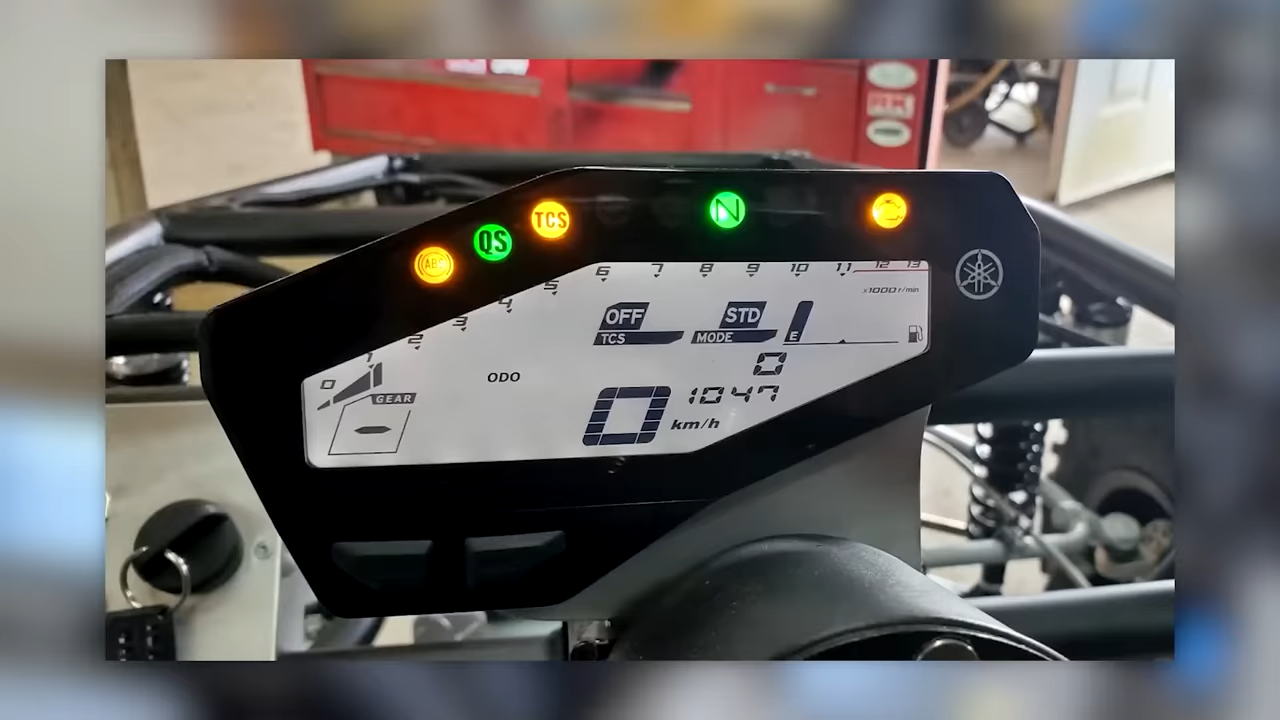 ABS QS TCS N
0 1 2 3 4 5 6 7 8 9 10 11 12 13
x1000 r/min
OFF STD E
TCS MODE
0
ODO 1047
GEAR
0 km/h